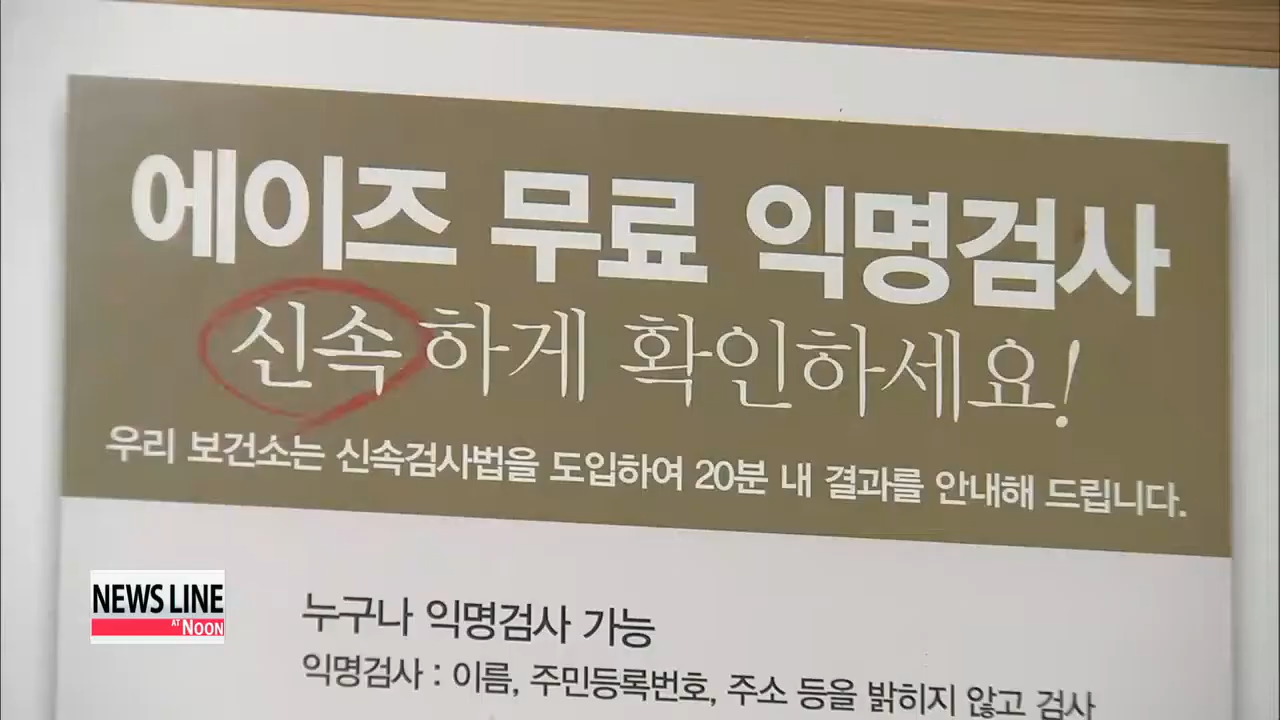 에이즈 무료 익명검사
신속하게 확인하세요!
우리 보건소는 신속검사법을 도입하여 20분 내 결과를 안내해 드립니다.
누구나 익명검사 가능
익명검사 : 이름, 주민등록번호, 주소 등을 밝히지 않고 검사
NEWS LINE
AT NOON